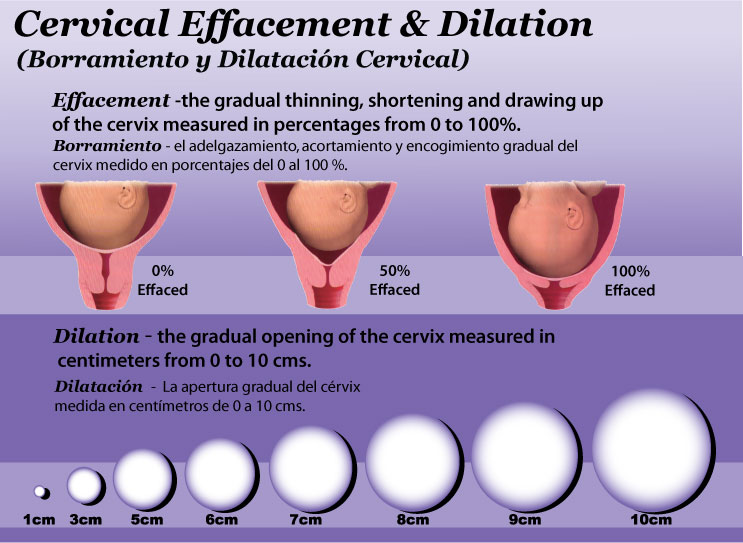 Cervical Effacement & Dilation
(Borramiento y Dilatación Cervical)
Effacement -the gradual thinning, shortening and drawing up
of the cervix measured in percentages from 0 to 100%.
Borramiento - el adelgazamiento, acortamiento y encogimiento gradual del
cervix medido en porcentajes del 0 al 100 %.
0%
Effaced
50%
Effaced
100%
Effaced
Dilation - the gradual opening of the cervix measured in
centimeters from 0 to 10 cms.
Dilatación - La apertura gradual del cérvix
medida en centímetros de 0 a 10 cms.
1cm 3cm 5cm 6cm 7cm 8cm 9cm 10cm